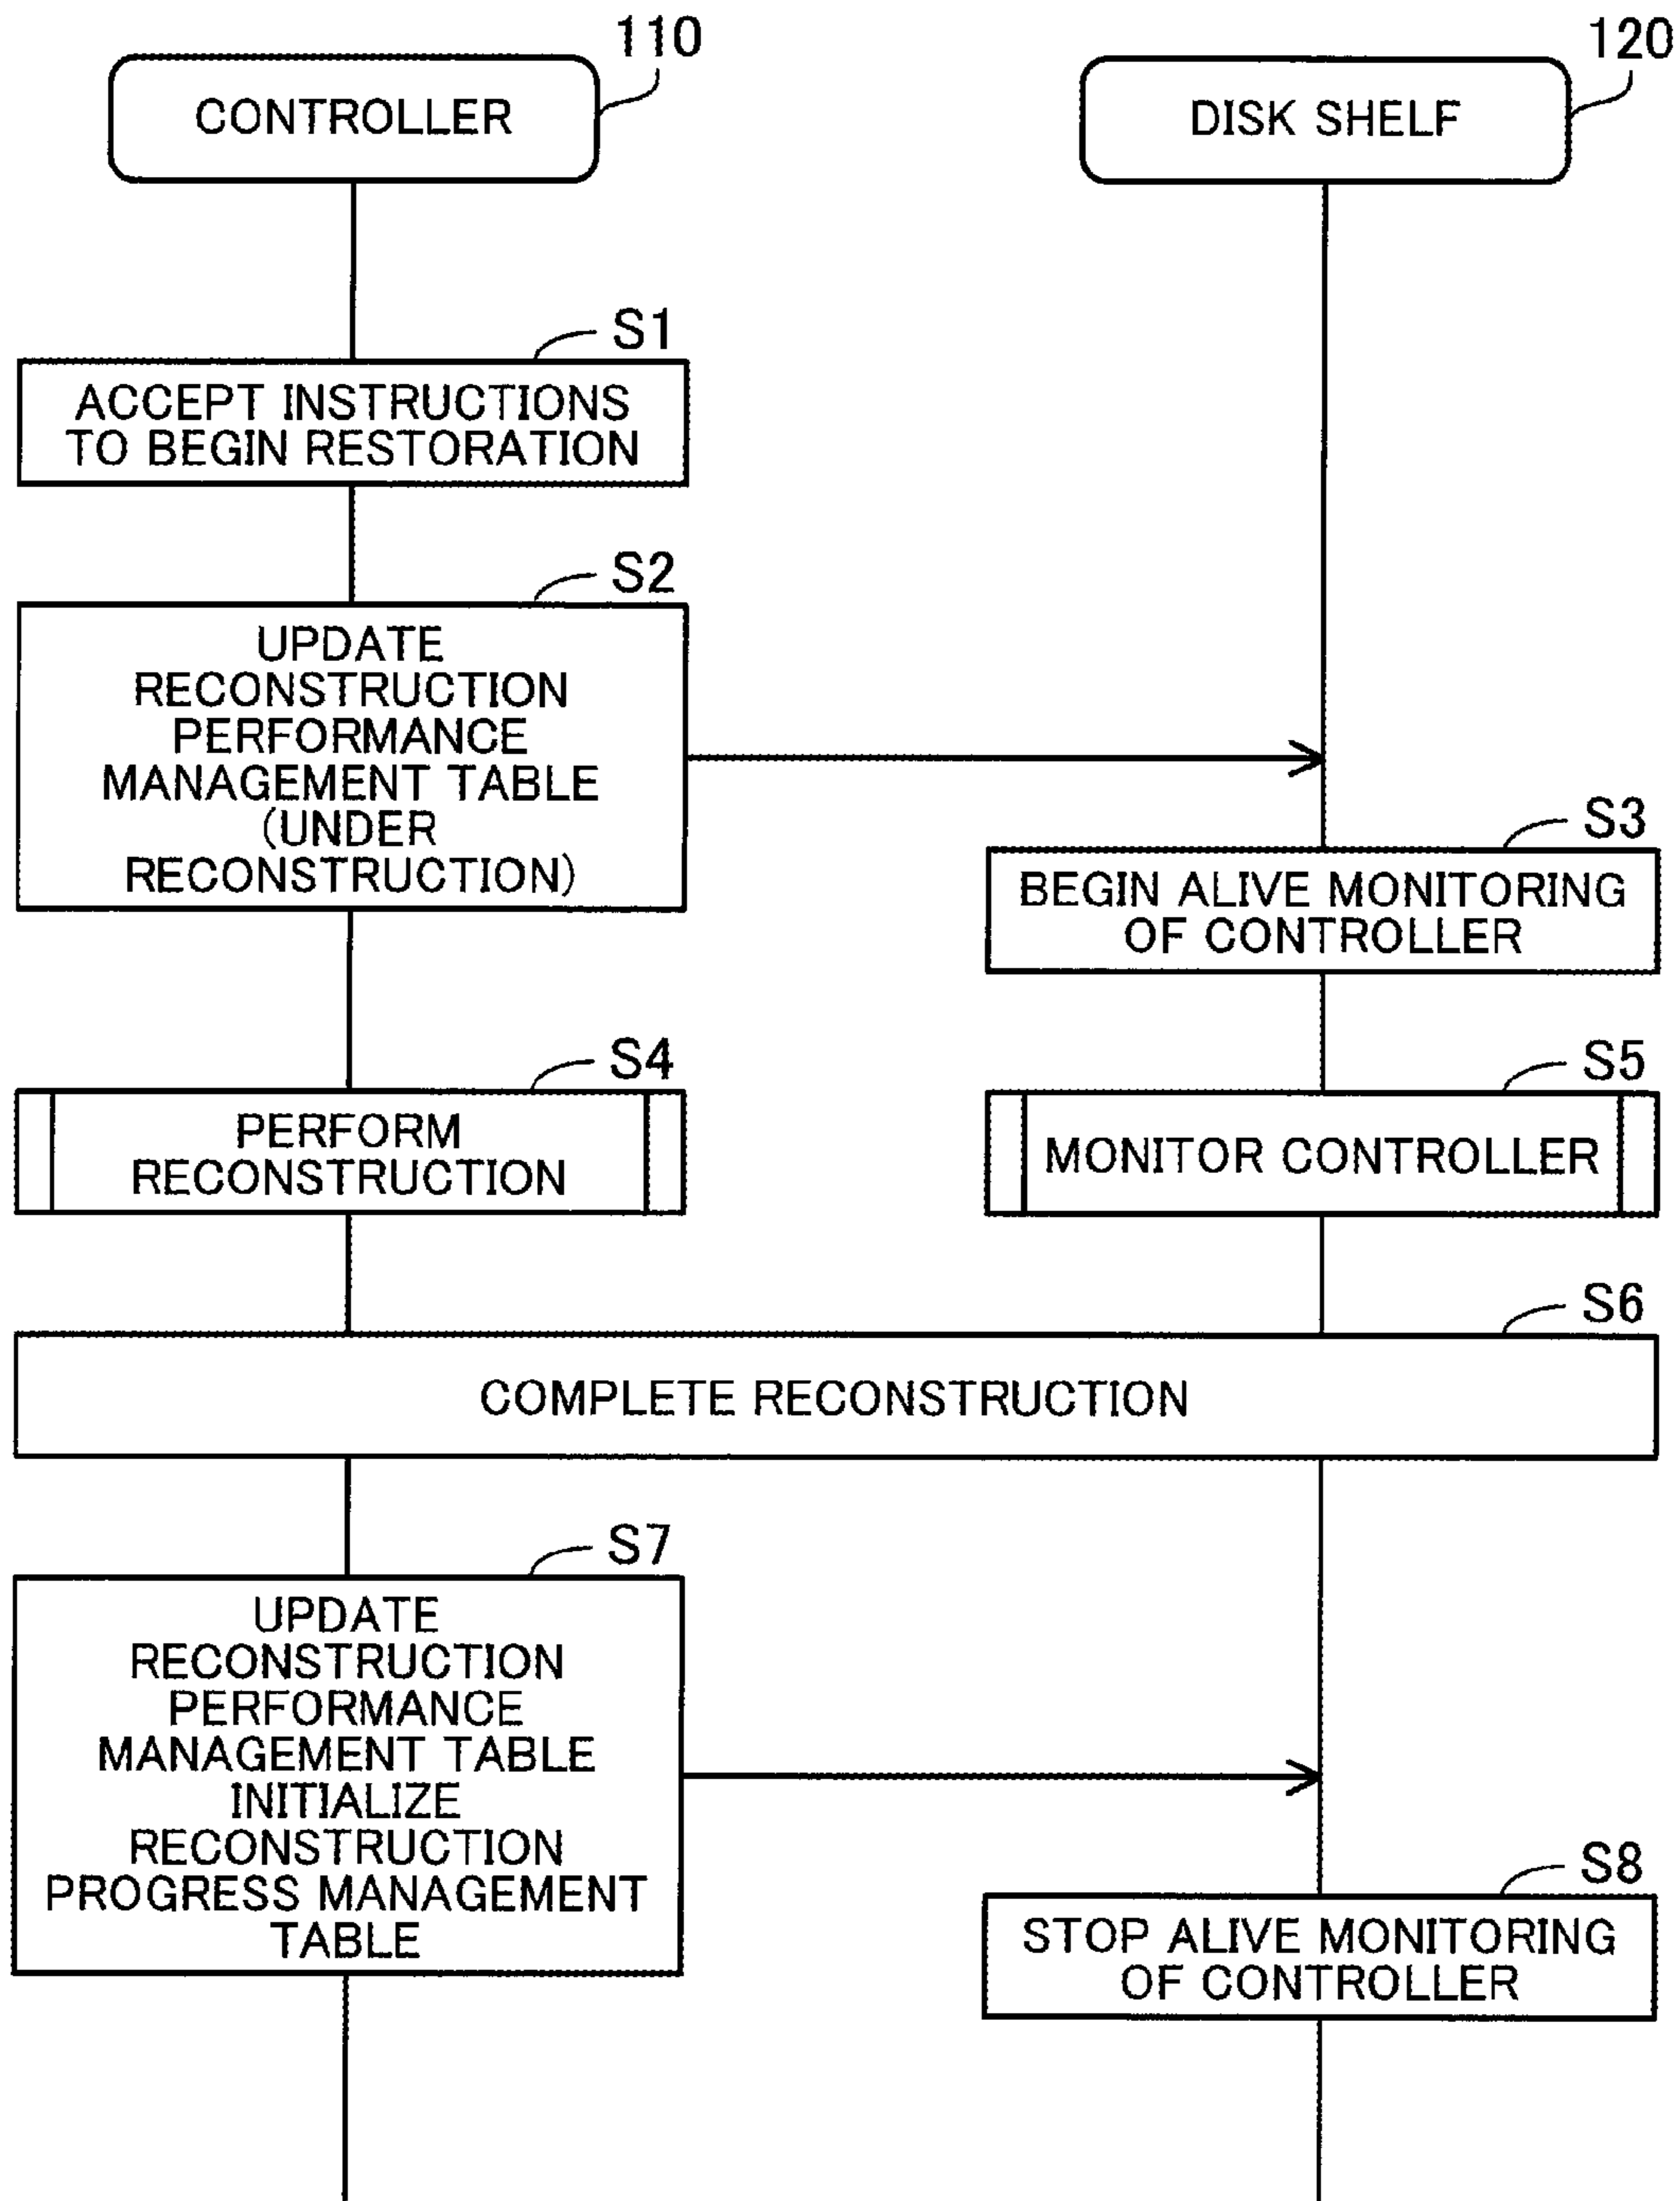 110
CONTROLLER
120
DISK SHELF
S1
ACCEPT INSTRUCTIONS
TO BEGIN RESTORATION
S2
UPDATE
RECONSTRUCTION
PERFORMANCE
MANAGEMENT TABLE
(UNDER
RECONSTRUCTION)
S3
BEGIN ALIVE MONITORING
OF CONTROLLER
S4
PERFORM
RECONSTRUCTION
S5
MONITOR CONTROLLER
S6
COMPLETE RECONSTRUCTION
S7
UPDATE
RECONSTRUCTION
PERFORMANCE
MANAGEMENT TABLE
INITIALIZE
RECONSTRUCTION
PROGRESS MANAGEMENT
TABLE
S8
STOP ALIVE MONITORING
OF CONTROLLER